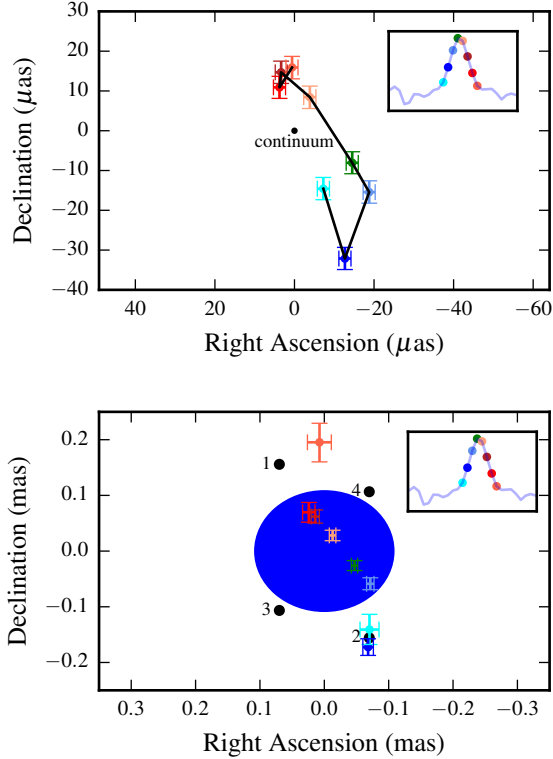 30
20
10
0
−10
−20
−30
−40
Declination (μas)
continuum
40 20 0 −20 −40 −60
Right Ascension (μas)
0.2
0.1
0.0
−0.1
−0.2
Declination (mas)
1
4
3
2
0.3 0.2 0.1 0.0 −0.1 −0.2 −0.3
Right Ascension (mas)